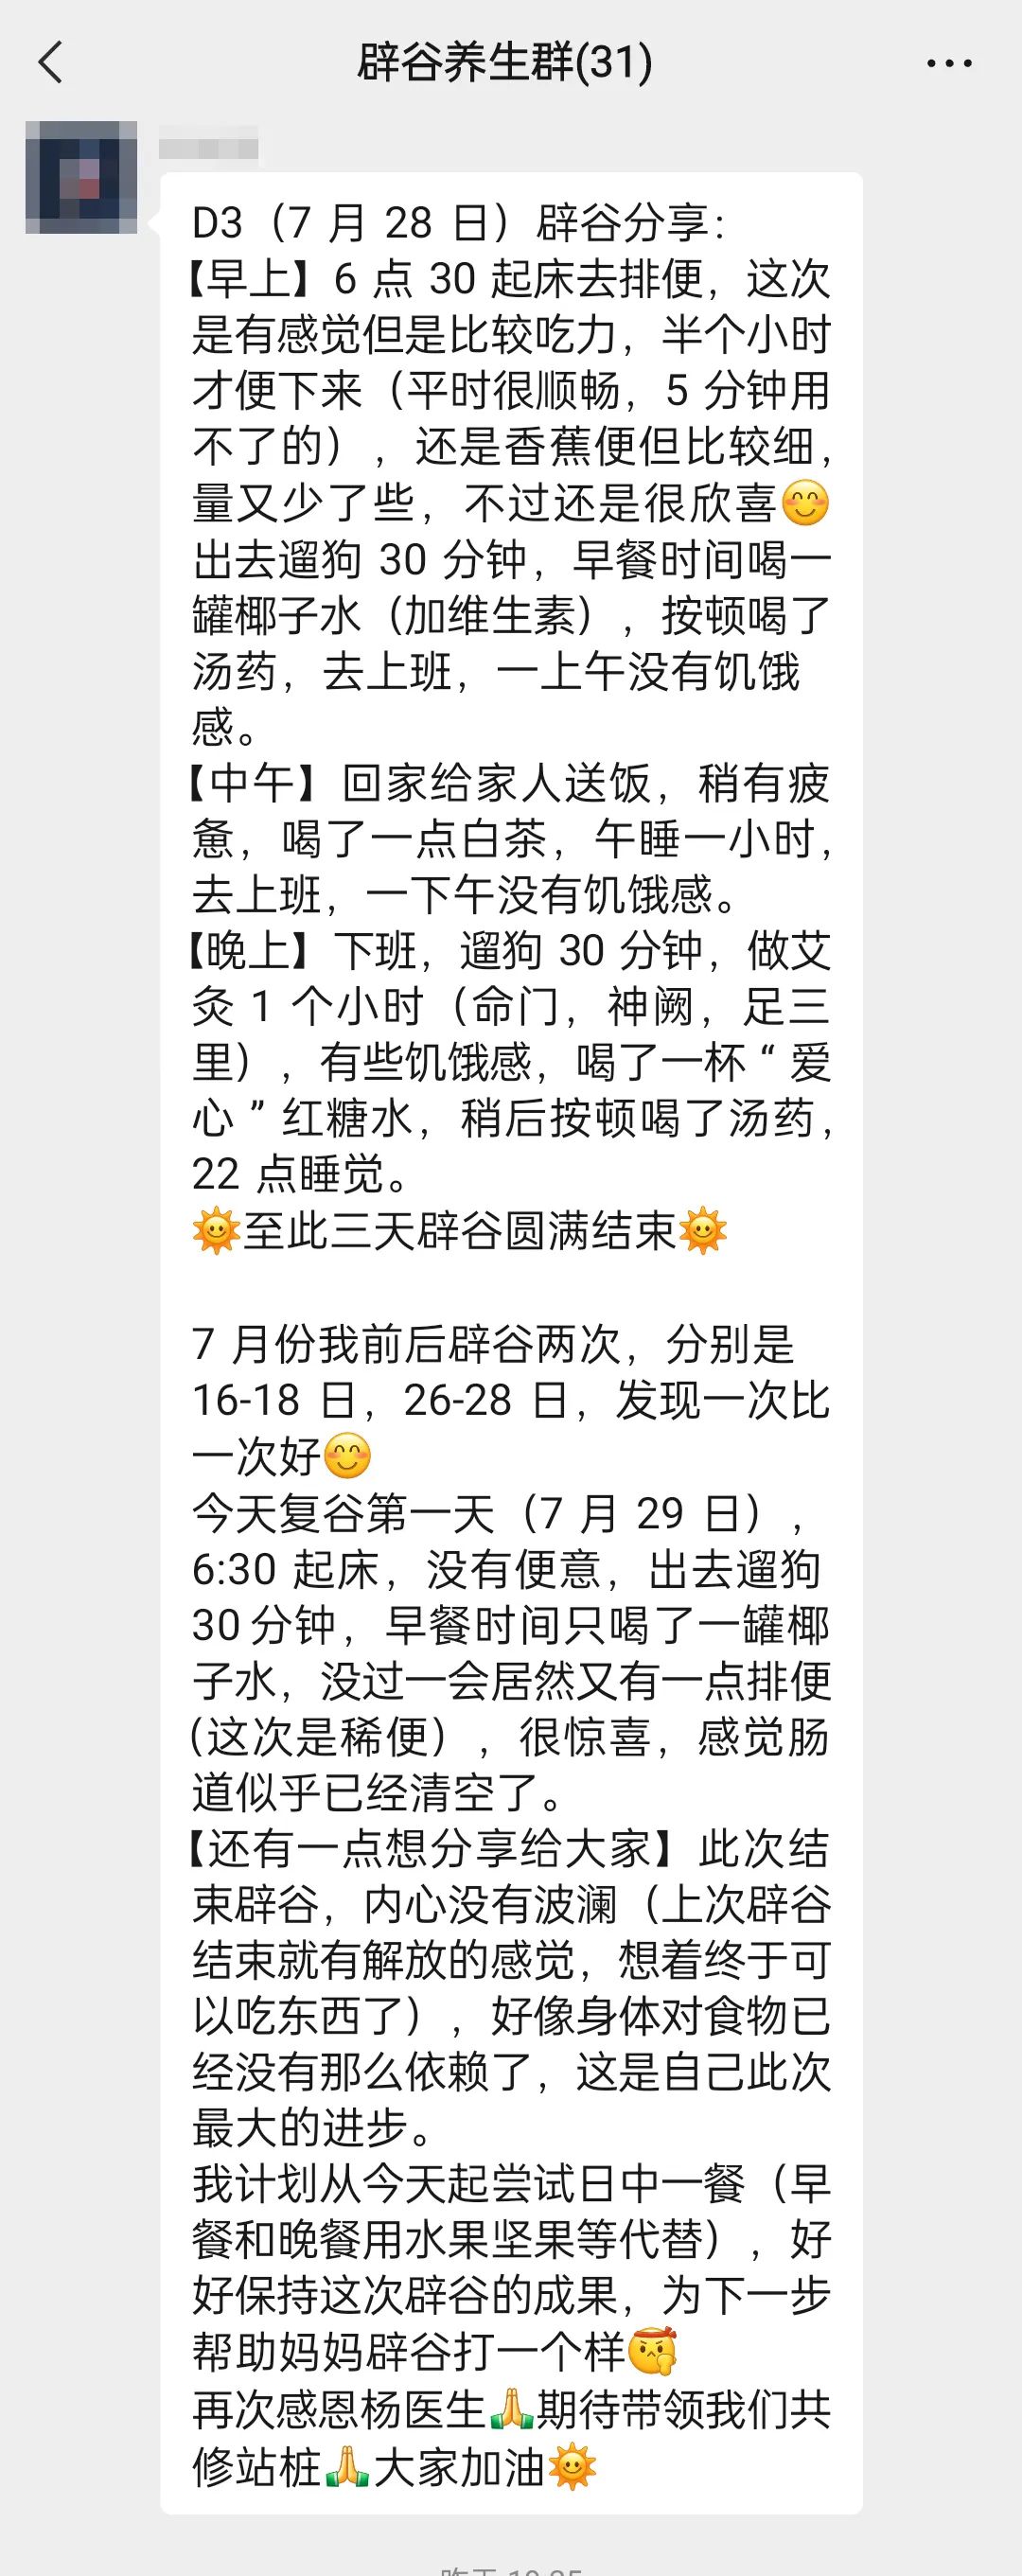 辟谷养生群(31)
D3（7 月 28 日）辟谷分享：
【早上】6 点 30 起床去排便，这次
是有感觉但是比较吃力，半个小时
才便下来（平时很顺畅，5 分钟用
不了的），还是香蕉便但比较细，
量又少了些，不过还是很欣喜😊
出去遛狗 30 分钟，早餐时间喝一
罐椰子水（加维生素），按顿喝了
汤药，去上班，一上午没有饥饿
感。
【中午】回家给家人送饭，稍有疲
惫，喝了一点白茶，午睡一小时，
去上班，一下午没有饥饿感。
【晚上】下班，遛狗 30 分钟，做艾
灸 1 个小时（命门，神阙，足三
里），有些饥饿感，喝了一杯“爱
心”红糖水，稍后按顿喝了汤药，
22 点睡觉。
🌞至此三天辟谷圆满结束🌞
7 月份我前后辟谷两次，分别是
16-18 日，26-28 日，发现一次比
一次好😊
今天复谷第一天（7 月 29 日），
6:30 起床，没有便意，出去遛狗
30分钟，早餐时间只喝了一罐椰
子水，没过一会居然又有一点排便
(这次是稀便），很惊喜，感觉肠
道似乎已经清空了。
【还有一点想分享给大家】此次结
束辟谷，内心没有波澜（上次辟谷
结束就有解放的感觉，想着终于可
以吃东西了），好像身体对食物已
经没有那么依赖了，这是自己此次
最大的进步。
我计划从今天起尝试日中一餐（早
餐和晚餐用水果坚果等代替），好
好保持这次辟谷的成果，为下一步
帮助妈妈辟谷打一个样
再次感恩杨医生🙏期待带领我们共
修站桩🙏大家加油🌞